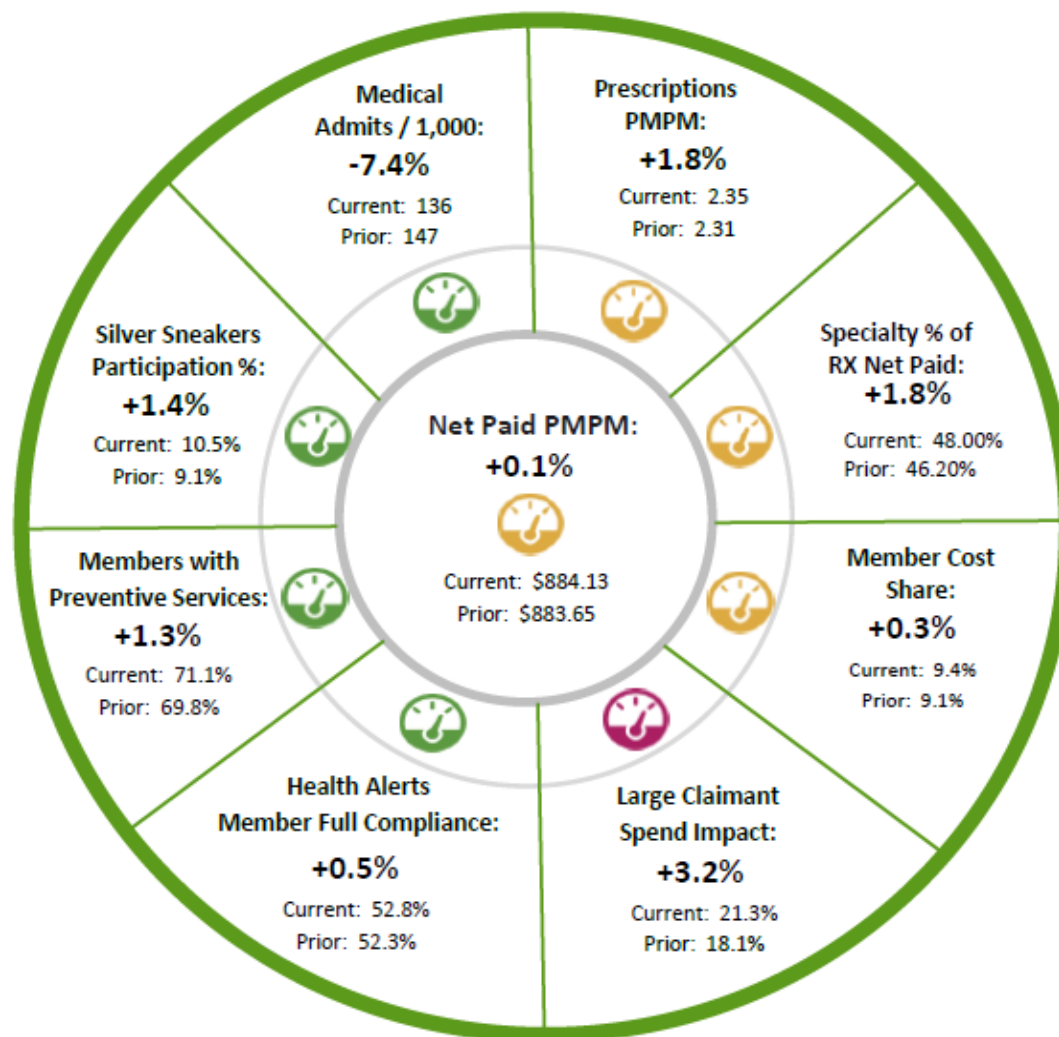 Medical
Admits / 1,000:
-7.4%
Current: 136
Prior: 147
Prescriptions
PMPM:
+1.8%
Current: 2.35
Prior: 2.31
Silver Sneakers
Participation %:
+1.4%
Current: 10.5%
Prior: 9.1%
Net Paid PMPM:
+0.1%
Current: $884.13
Prior: $883.65
Specialty % of
RX Net Paid:
+1.8%
Current: 48.00%
Prior: 46.20%
Members with
Preventive Services:
+1.3%
Current: 71.1%
Prior: 69.8%
Member Cost
Share:
+0.3%
Current: 9.4%
Prior: 9.1%
Health Alerts
Member Full Compliance:
+0.5%
Current: 52.8%
Prior: 52.3%
Large Claimant
Spend Impact:
+3.2%
Current: 21.3%
Prior: 18.1%